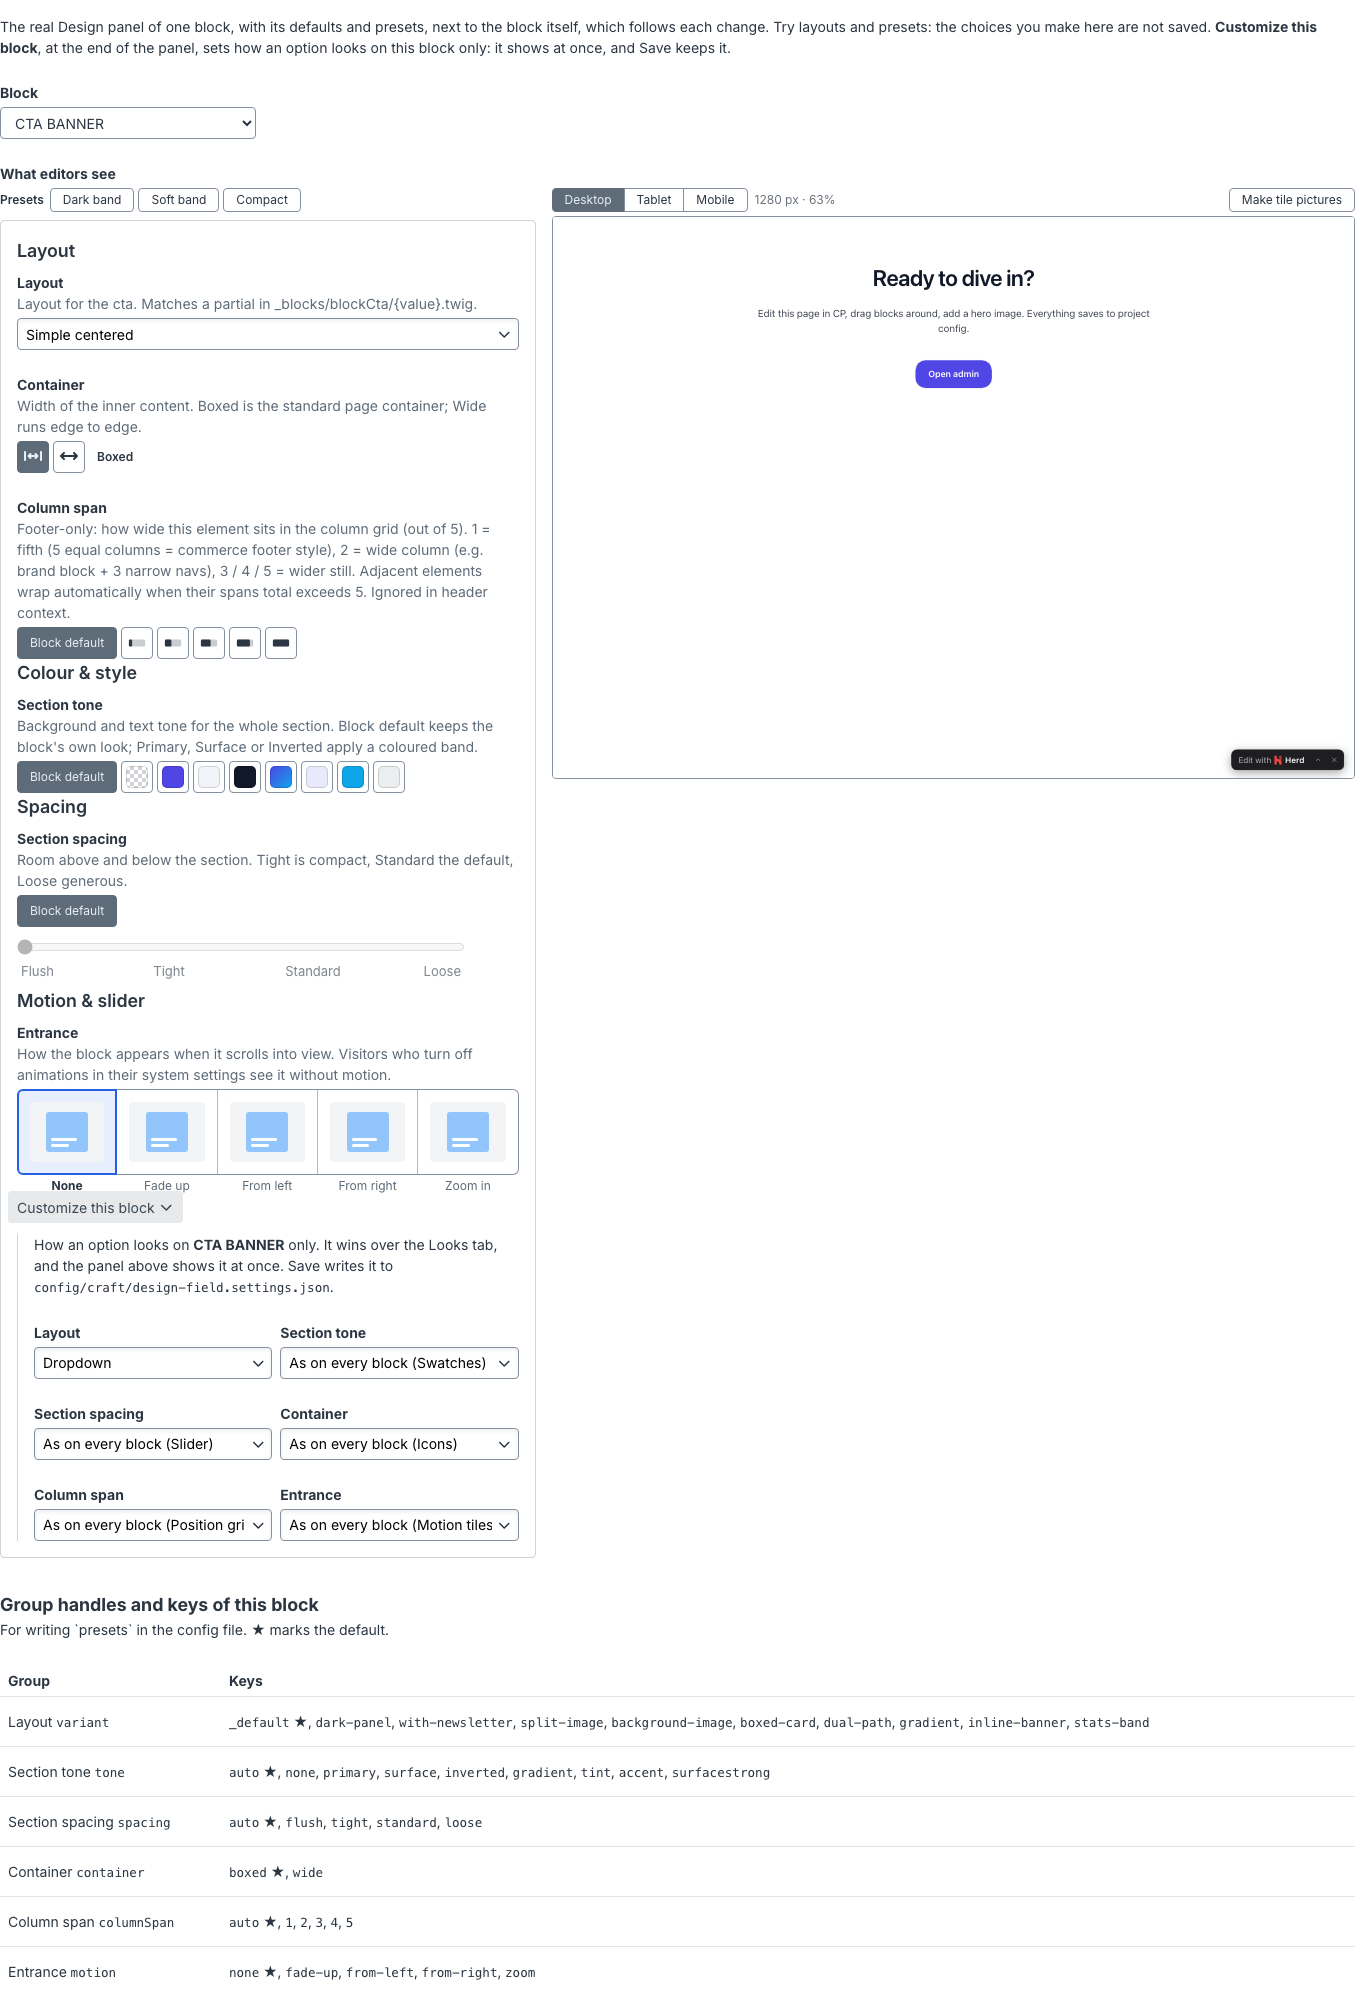 The real Design panel of one block, with its defaults and presets, next to the block itself, which follows each change. Try layouts and presets: the choices you make here are not saved. Customize this
block, at the end of the panel, sets how an option looks on this block only: it shows at once, and Save keeps it.
Block
CTA BANNER
What editors see
Presets Dark band Soft band Compact
Layout
Layout
Layout for the cta. Matches a partial in _blocks/blockCta/{value}.twig.
Simple centered
Container
Width of the inner content. Boxed is the standard page container; Wide
runs edge to edge.
Boxed
Column span
Footer-only: how wide this element sits in the column grid (out of 5). 1 =
fifth (5 equal columns = commerce footer style), 2 = wide column (e.g.
brand block + 3 narrow navs), 3 / 4 / 5 = wider still. Adjacent elements
wrap automatically when their spans total exceeds 5. Ignored in header
context.
Block default
Colour & style
Section tone
Background and text tone for the whole section. Block default keeps the
block's own look; Primary, Surface or Inverted apply a coloured band.
Block default
Spacing
Section spacing
Room above and below the section. Tight is compact, Standard the default,
Loose generous.
Block default
Flush Tight Standard Loose
Motion & slider
Entrance
How the block appears when it scrolls into view. Visitors who turn off
animations in their system settings see it without motion.
None Fade up From left From right Zoom in
Customize this block
How an option looks on CTA BANNER only. It wins over the Looks tab,
and the panel above shows it at once. Save writes it to
config/craft/design-field.settings.json.
Layout Section tone
Dropdown As on every block (Swatches)
Section spacing Container
As on every block (Slider) As on every block (Icons)
Column span Entrance
As on every block (Position gri As on every block (Motion tiles
Desktop Tablet Mobile 1280 px · 63% Make tile pictures
Ready to dive in?
Edit this page in CP, drag blocks around, add a hero image. Everything saves to project
config.
Open admin
Edit with Herd
Group handles and keys of this block
For writing `presets` in the config file. ★ marks the default.
Group Keys
Layout variant _default ★, dark-panel, with-newsletter, split-image, background-image, boxed-card, dual-path, gradient, inline-banner, stats-band
Section tone tone auto ★, none, primary, surface, inverted, gradient, tint, accent, surfacestrong
Section spacing spacing auto ★, flush, tight, standard, loose
Container container boxed ★, wide
Column span columnSpan auto ★, 1, 2, 3, 4, 5
Entrance motion none ★, fade-up, from-left, from-right, zoom